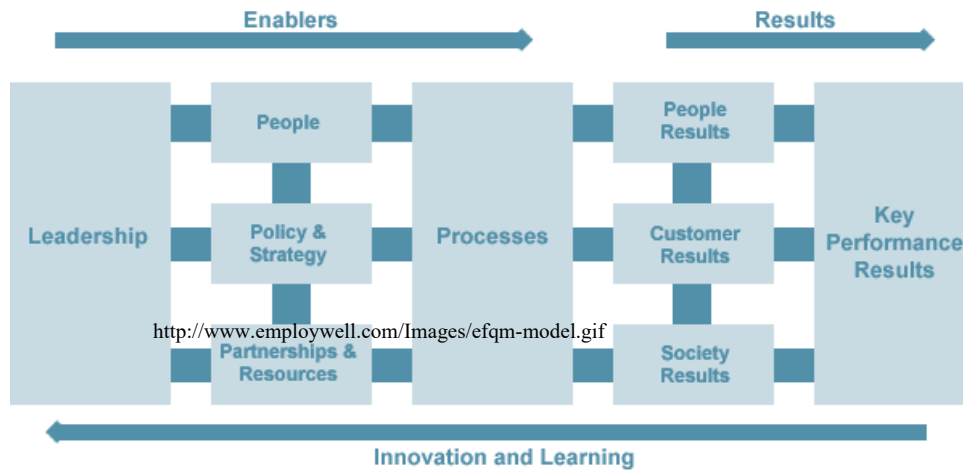 Enablers
Results
Leadership
People
Policy &
Strategy
Partnerships &
Resources
Processes
People
Results
Customer
Results
Society
Results
Key
Performance
Results
http://www.employwell.com/Images/efqm-model.gif
Innovation and Learning